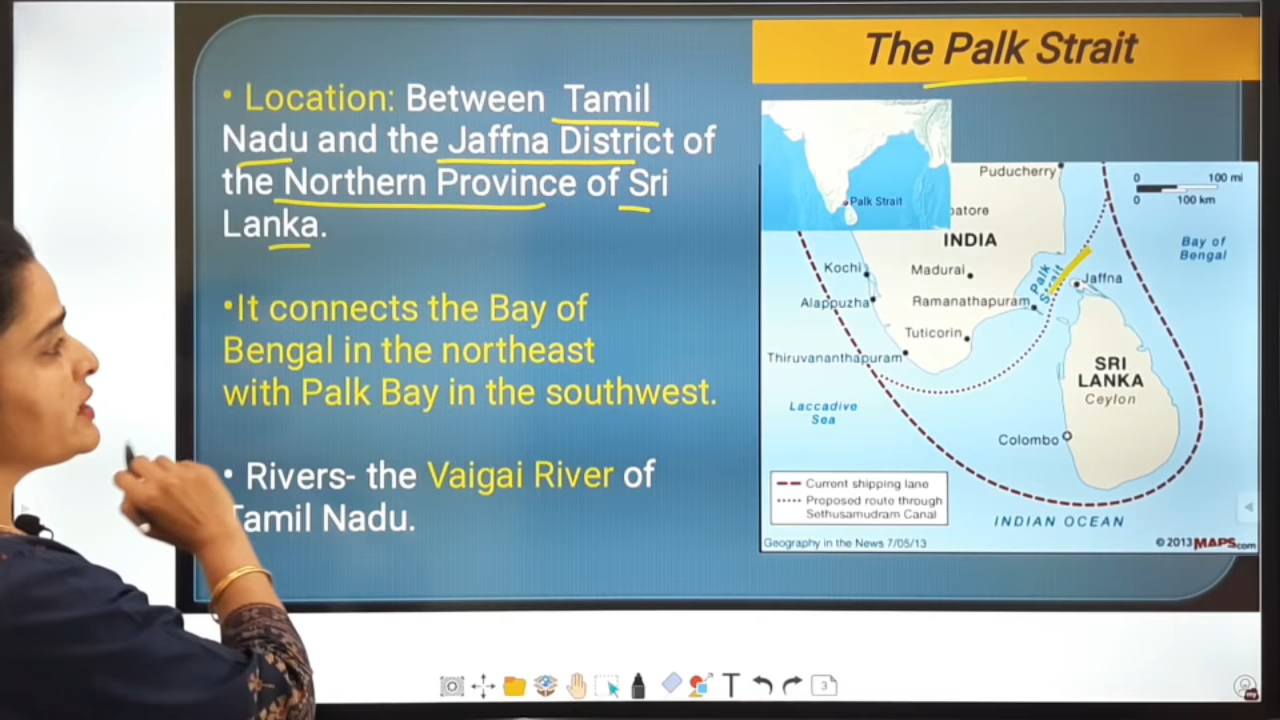 The Palk Strait
• Location: Between Tamil
Nadu and the Jaffna District of
the Northern Province of Sri
Lanka.
•It connects the Bay of
Bengal in the northeast
with Palk Bay in the southwest.
• Rivers- the Vaigai River of
Tamil Nadu.
Palk Strait
Puducherry
batore
INDIA
0 100 mi
0 100 km
Bay of
Bengal
Kochi
Madurai
Palk
Strait
Jaffna
Alappuzha
Ramanathapuram
Tuticorin
Thiruvananthapuram
SRI
LANKA
Ceylon
Laccadive
Sea
Colombo
Current shipping lane
Proposed route through
Sethusamudram Canal
INDIAN OCEAN
Geography in the News 7/05/13
©2013 MAPS.com
T
3